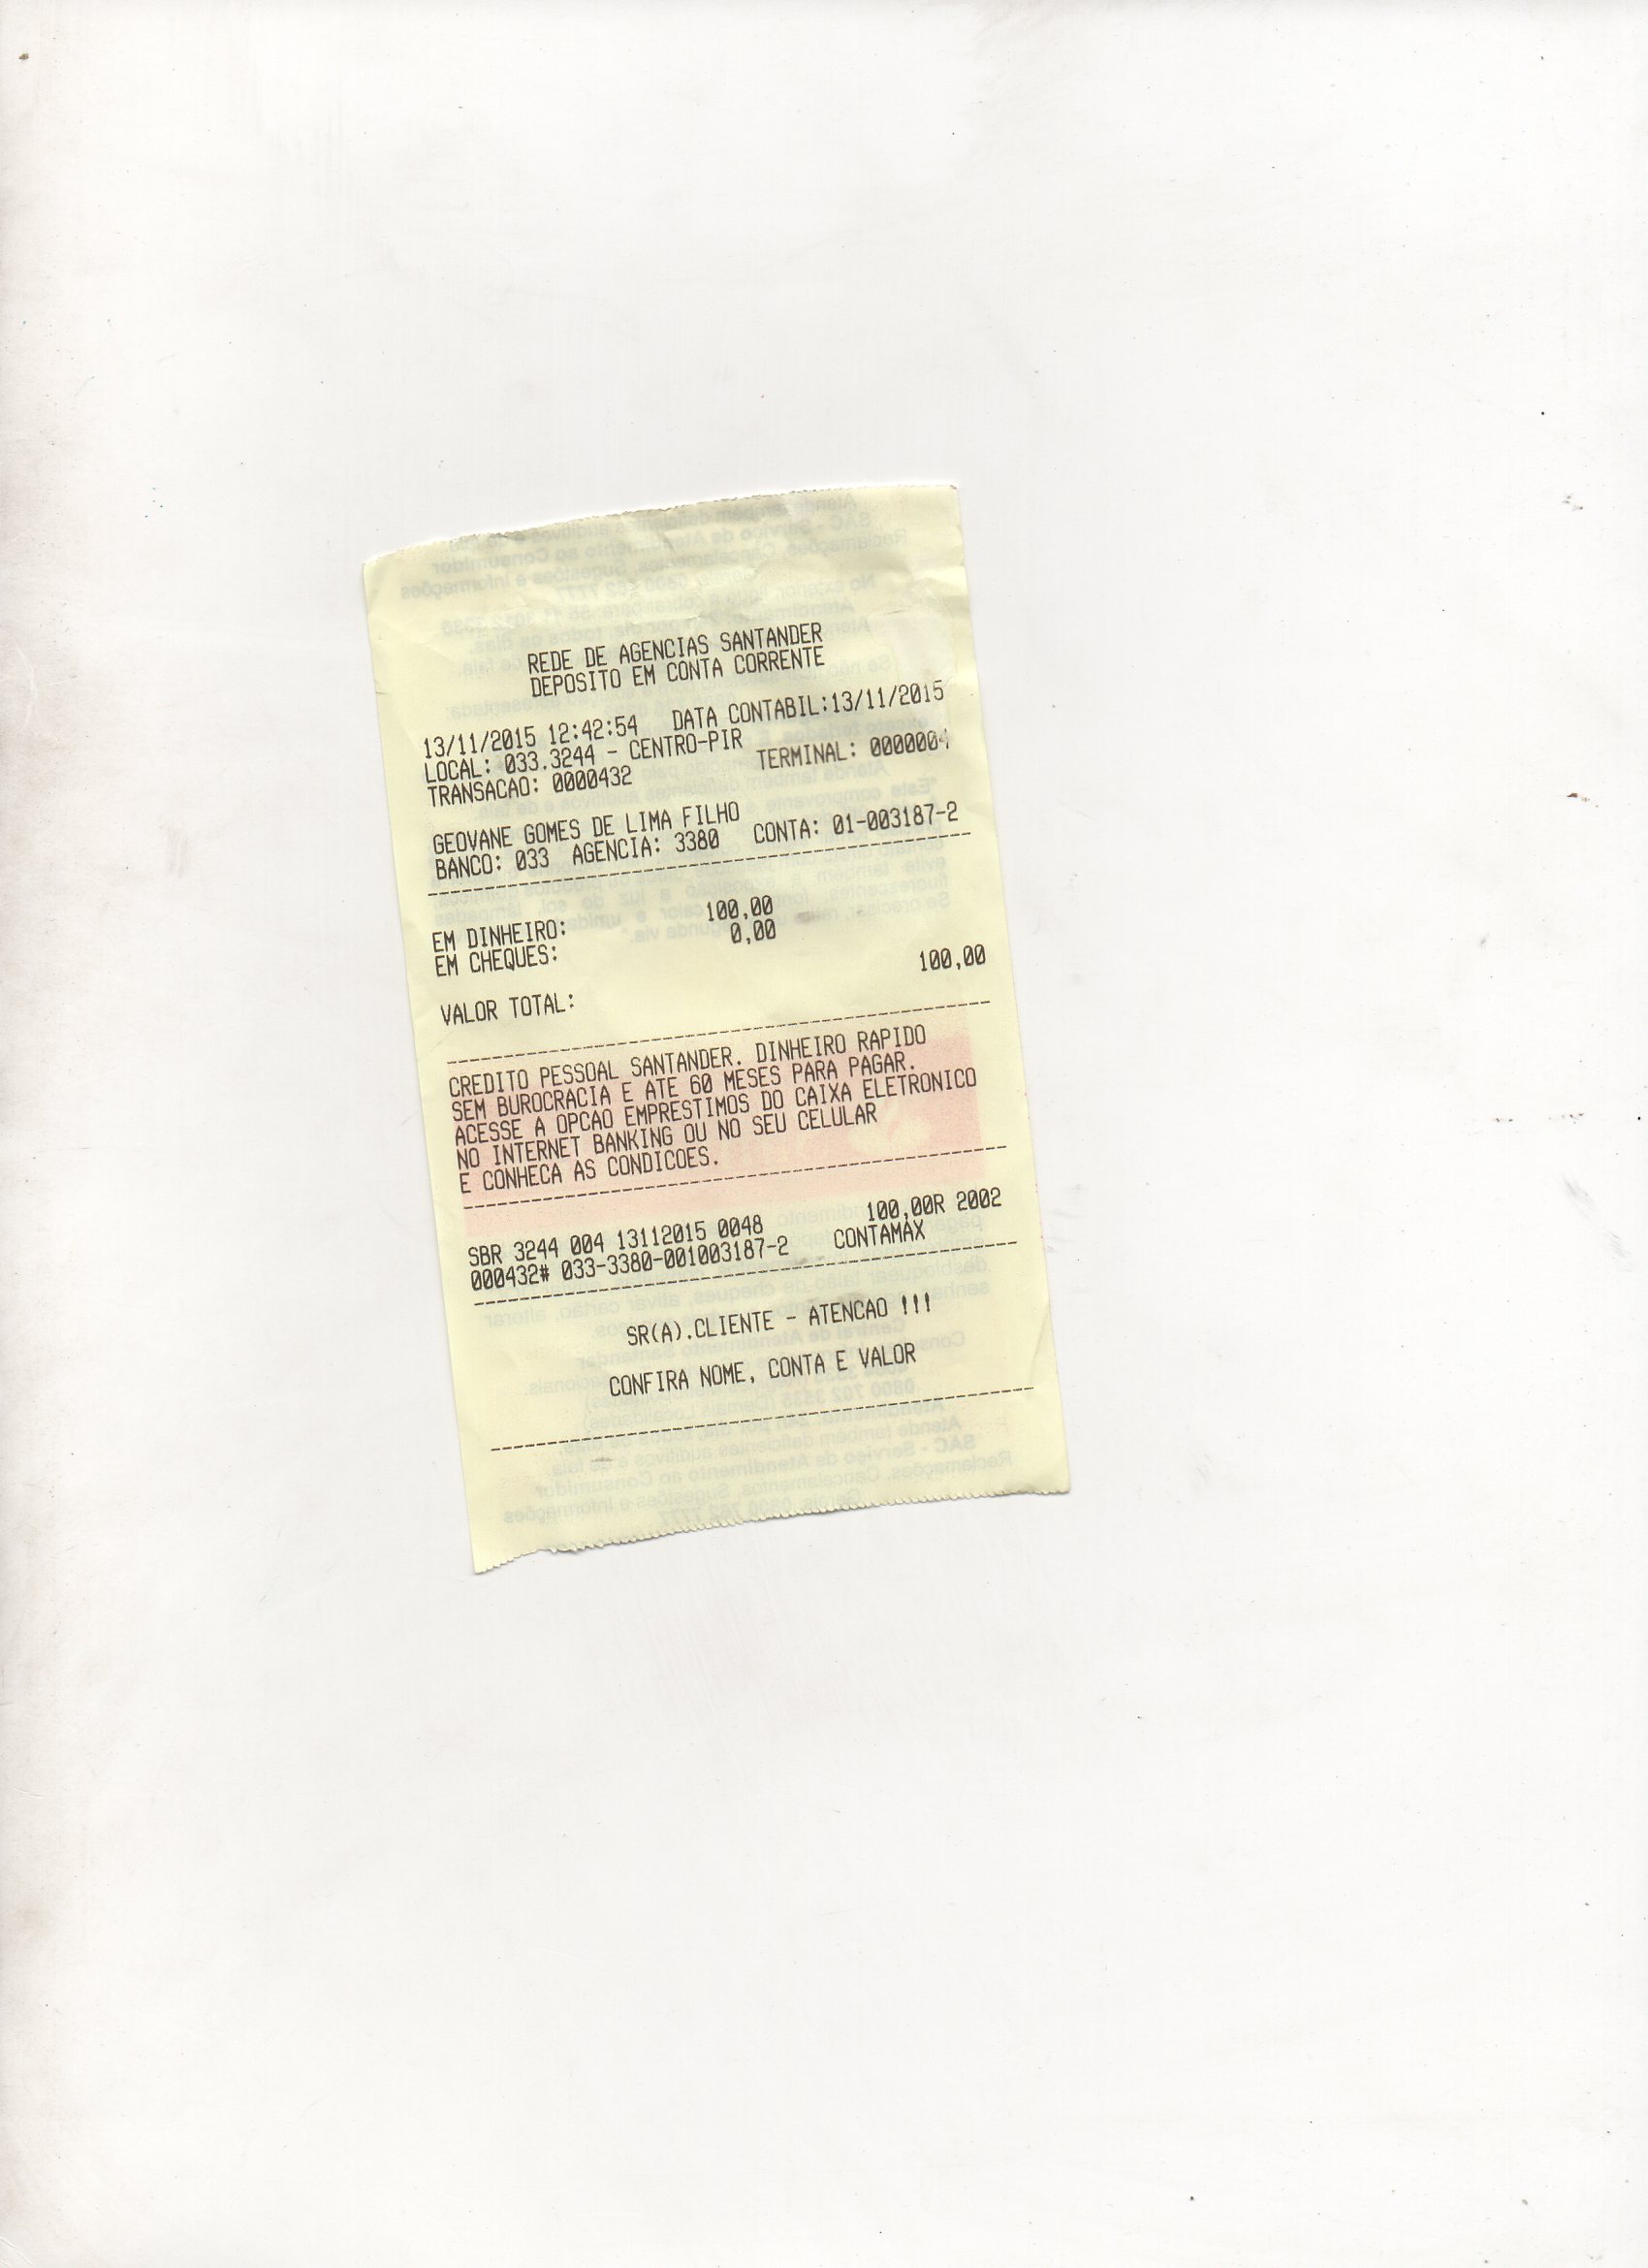 REDE DE AGENCIAS SANTANDER
DEPOSITO EM CONTA CORRENTE
13/11/2015 12:42:54 DATA CONTABIL:13/11/2015
LOCAL: 033.3244 - CENTRO-PIR
TRANSACAO: 0000432 TERMINAL: 0000004
GEOVANE GOMES DE LIMA FILHO
BANCO: 033 AGENCIA: 3380 CONTA: 01-003187-2
EM DINHEIRO: 100,00
EM CHEQUES: 0,00
VALOR TOTAL: 100,00
CREDITO PESSOAL SANTANDER. DINHEIRO RAPIDO
SEM BUROCRACIA E ATE 60 MESES PARA PAGAR.
ACESSE A OPCAO EMPRESTIMOS DO CAIXA ELETRONICO
NO INTERNET BANKING OU NO SEU CELULAR
E CONHECA AS CONDICOES.
SBR 3244 004 13112015 0048 100,00R 2002
000432# 033-3380-001003187-2 CONTAMAX
SR(A).CLIENTE - ATENCAO !!!
CONFIRA NOME, CONTA E VALOR